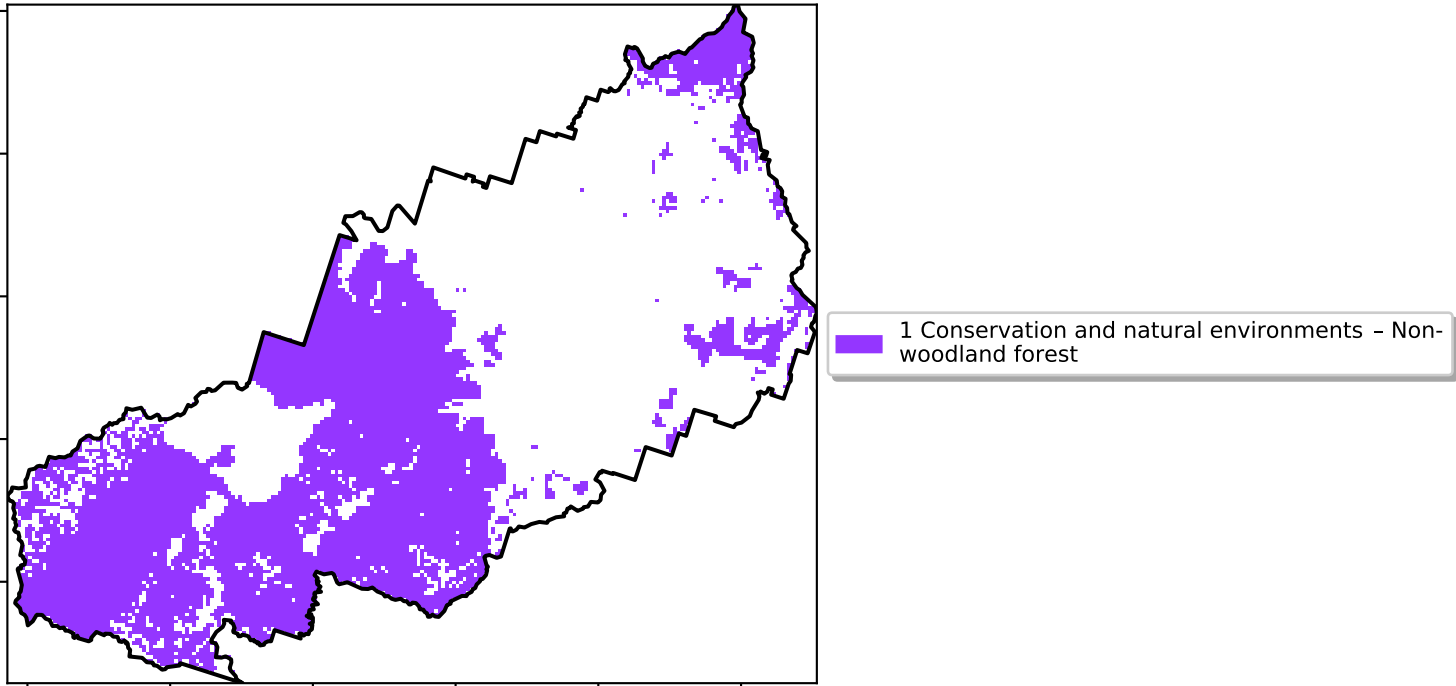 1 Conservation and natural environments – Non-
woodland forest